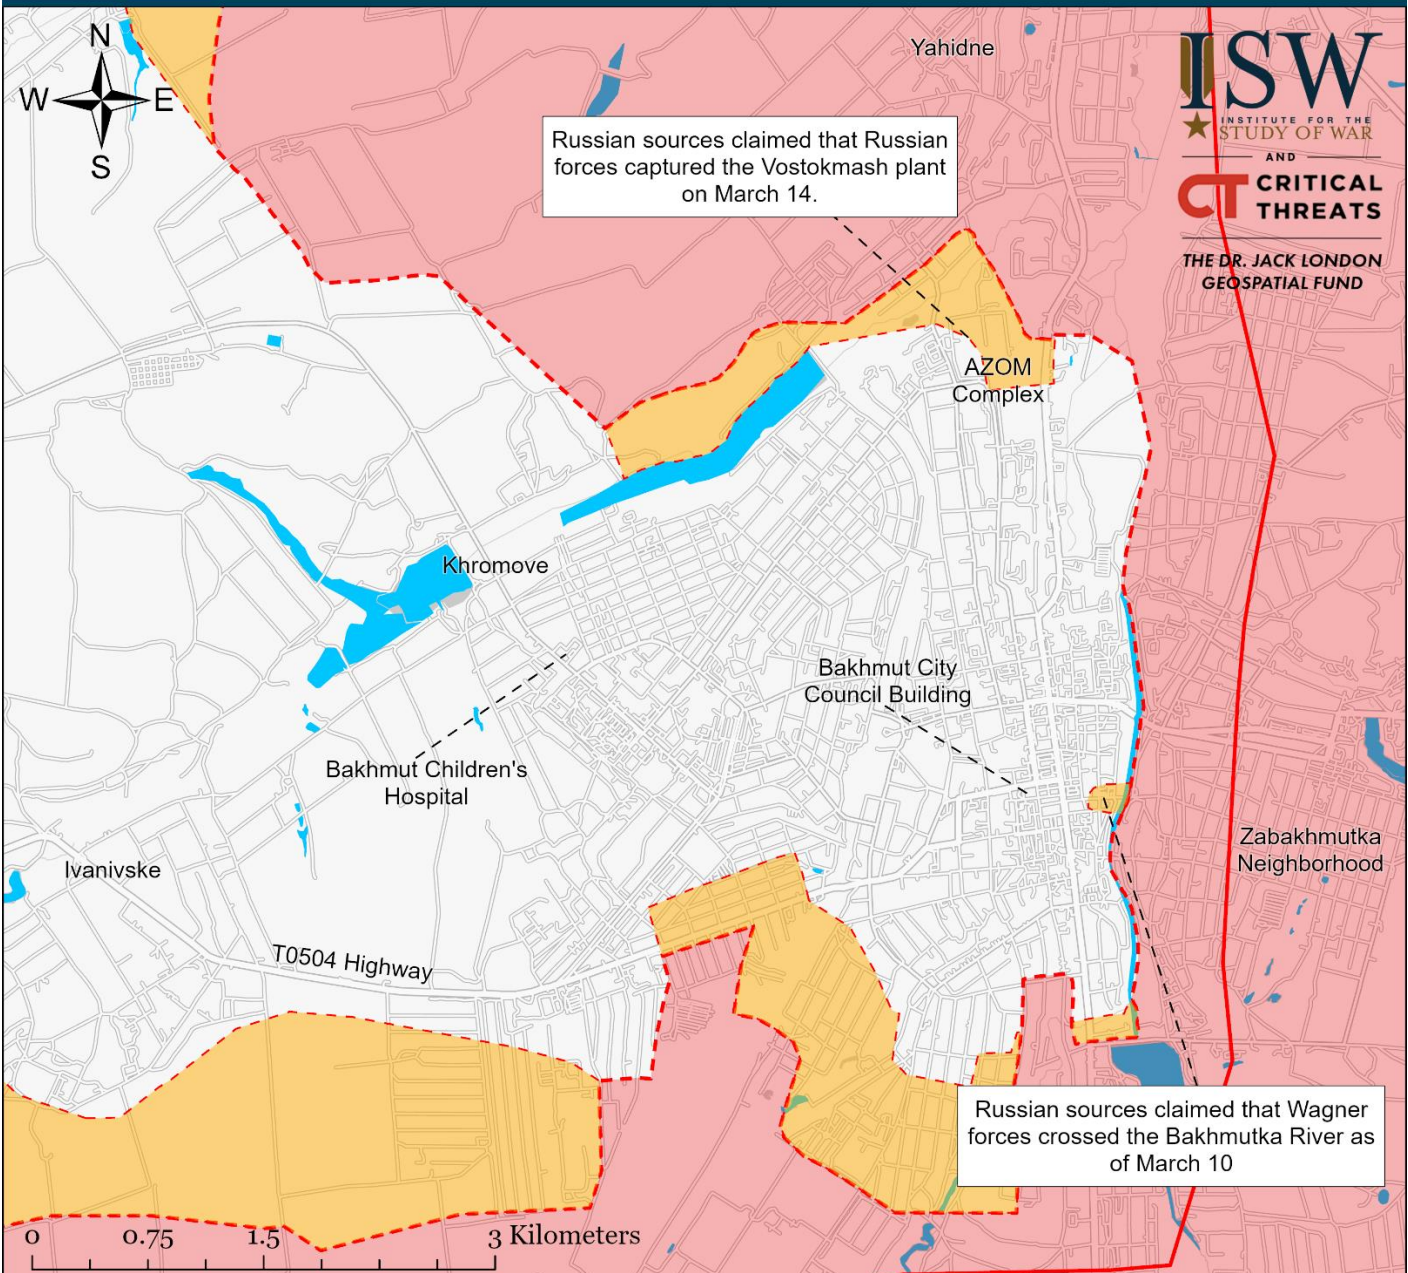 N
W E
S
Yahidne
ISW
INSTITUTE FOR THE
STUDY OF WAR
AND
CT CRITICAL
THREATS
THE DR. JACK LONDON
GEOSPATIAL FUND
Russian sources claimed that Russian
forces captured the Vostokmash plant
on March 14.
AZOM
Complex
Khromove
Bakhmut City
Council Building
Bakhmut Children's
Hospital
Zabakhmutka
Neighborhood
Ivanivske
T0504 Highway
Russian sources claimed that Wagner
forces crossed the Bakhmutka River as
of March 10
0 0.75 1.5 3 Kilometers